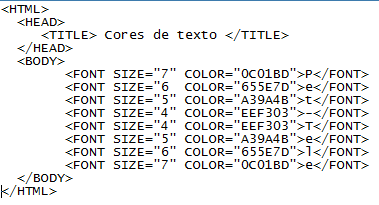 <HTML>
<HEAD>
<TITLE> Cores de texto </TITLE>
</HEAD>
<BODY>
<FONT SIZE="7" COLOR="0C01BD">P</FONT>
<FONT SIZE="6" COLOR="655E7D">e</FONT>
<FONT SIZE="5" COLOR="A39A4B">t</FONT>
<FONT SIZE="4" COLOR="EEF303">-</FONT>
<FONT SIZE="4" COLOR="EEF303">T</FONT>
<FONT SIZE="5" COLOR="A39A4B">e</FONT>
<FONT SIZE="6" COLOR="655E7D">l</FONT>
<FONT SIZE="7" COLOR="0C01BD">e</FONT>
</BODY>
</HTML>